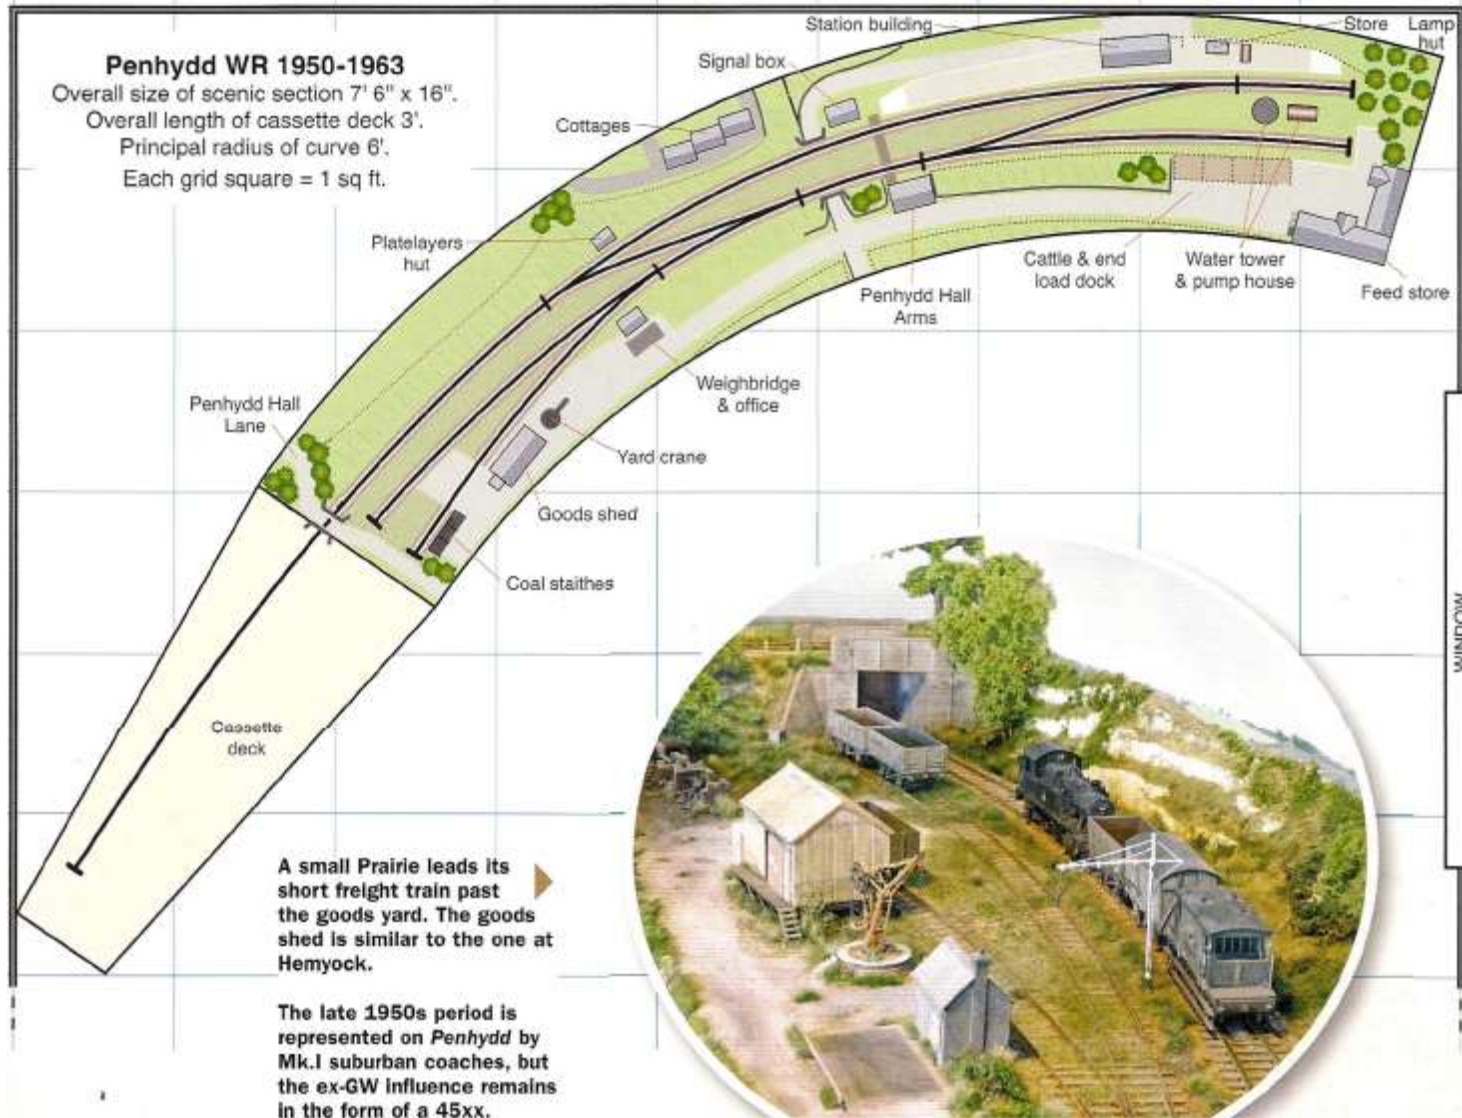 Penhydd WR 1950-1963
Overall size of scenic section 7' 6" x 16".
Overall length of cassette deck 3'.
Principal radius of curve 6'.
Each grid square = 1 sq ft.
Station building
Store
Lamp
hut
Signal box
Cottages
Platelayers
hut
Cattle & end
load dock
Water tower
& pump house
Feed store
Penhydd Hall
Arms
Weighbridge
& office
Penhydd Hall
Lane
Yard crane
Goods shed
Coal staithes
WINDOW
Cassette
deck
A small Prairie leads its
short freight train past
the goods yard. The goods
shed is similar to the one at
Hemyock.
The late 1950s period is
represented on Penhydd by
Mk.I suburban coaches, but
the ex-GW influence remains
in the form of a 45xx.